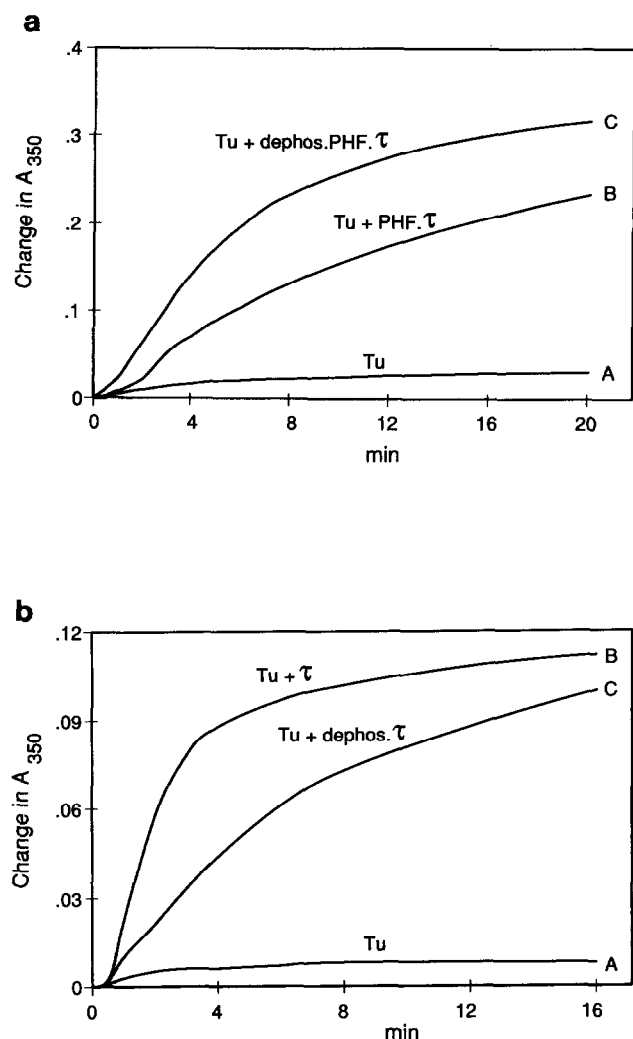 a
Change in A350
.4
.3
.2
.1
0
Tu + dephos.PHF.τ
C
Tu + PHF.τ
B
Tu
A
0 4 8 12 16 20
min
b
Change in A350
.12
.09
.06
.03
0
Tu + τ
B
Tu + dephos.τ
C
Tu
A
0 4 8 12 16
min